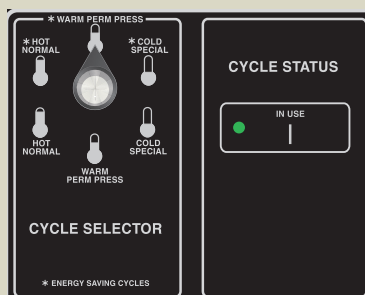 * WARM PERM PRESS
* HOT
NORMAL
* COLD
SPECIAL
HOT
NORMAL
COLD
SPECIAL
WARM
PERM PRESS
CYCLE SELECTOR
* ENERGY SAVING CYCLES
CYCLE STATUS
IN USE